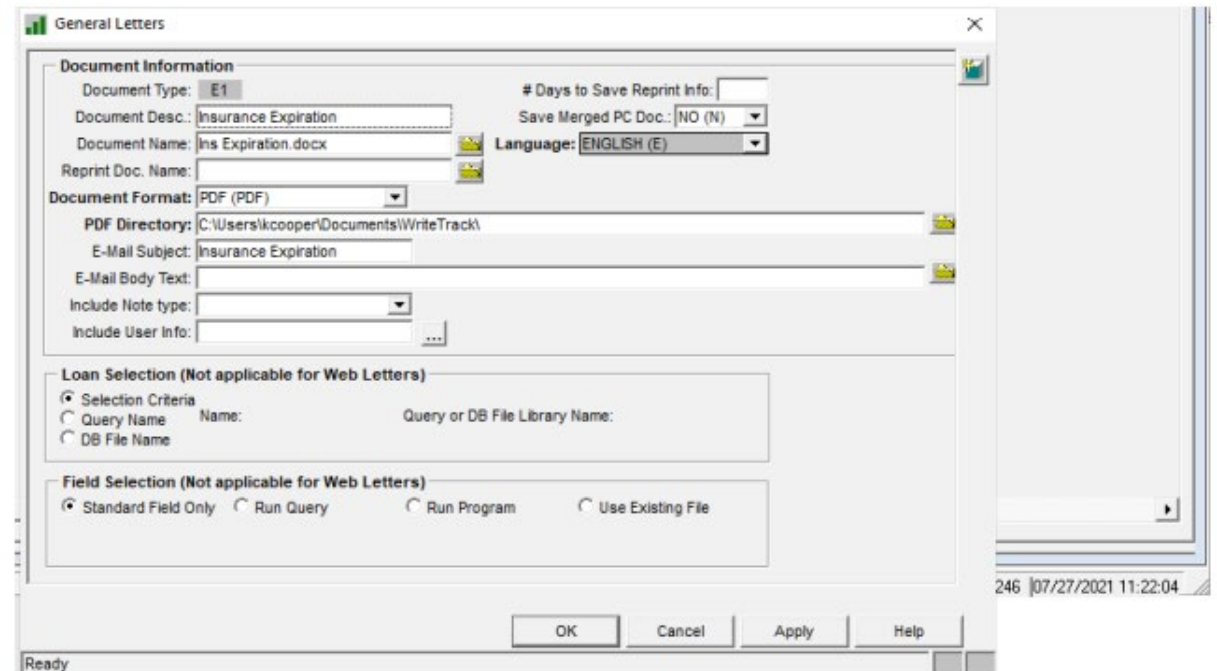 General Letters
Document Information
Document Type: E1 # Days to Save Reprint Info:
Document Desc.: Insurance Expiration Save Merged PC Doc.: NO (N)
Document Name: Ins Expiration.docx Language: ENGLISH (E)
Reprint Doc. Name:
Document Format: PDF (PDF)
PDF Directory: C:\Users\kcooper\Documents\WriteTrack\
E-Mail Subject: Insurance Expiration
E-Mail Body Text:
Include Note type:
Include User Info: ...
Loan Selection (Not applicable for Web Letters)
Selection Criteria
Query Name Name: Query or DB File Library Name:
DB File Name
Field Selection (Not applicable for Web Letters)
Standard Field Only Run Query Run Program Use Existing File
246 07/27/2021 11:22:04
OK Cancel Apply Help
Ready